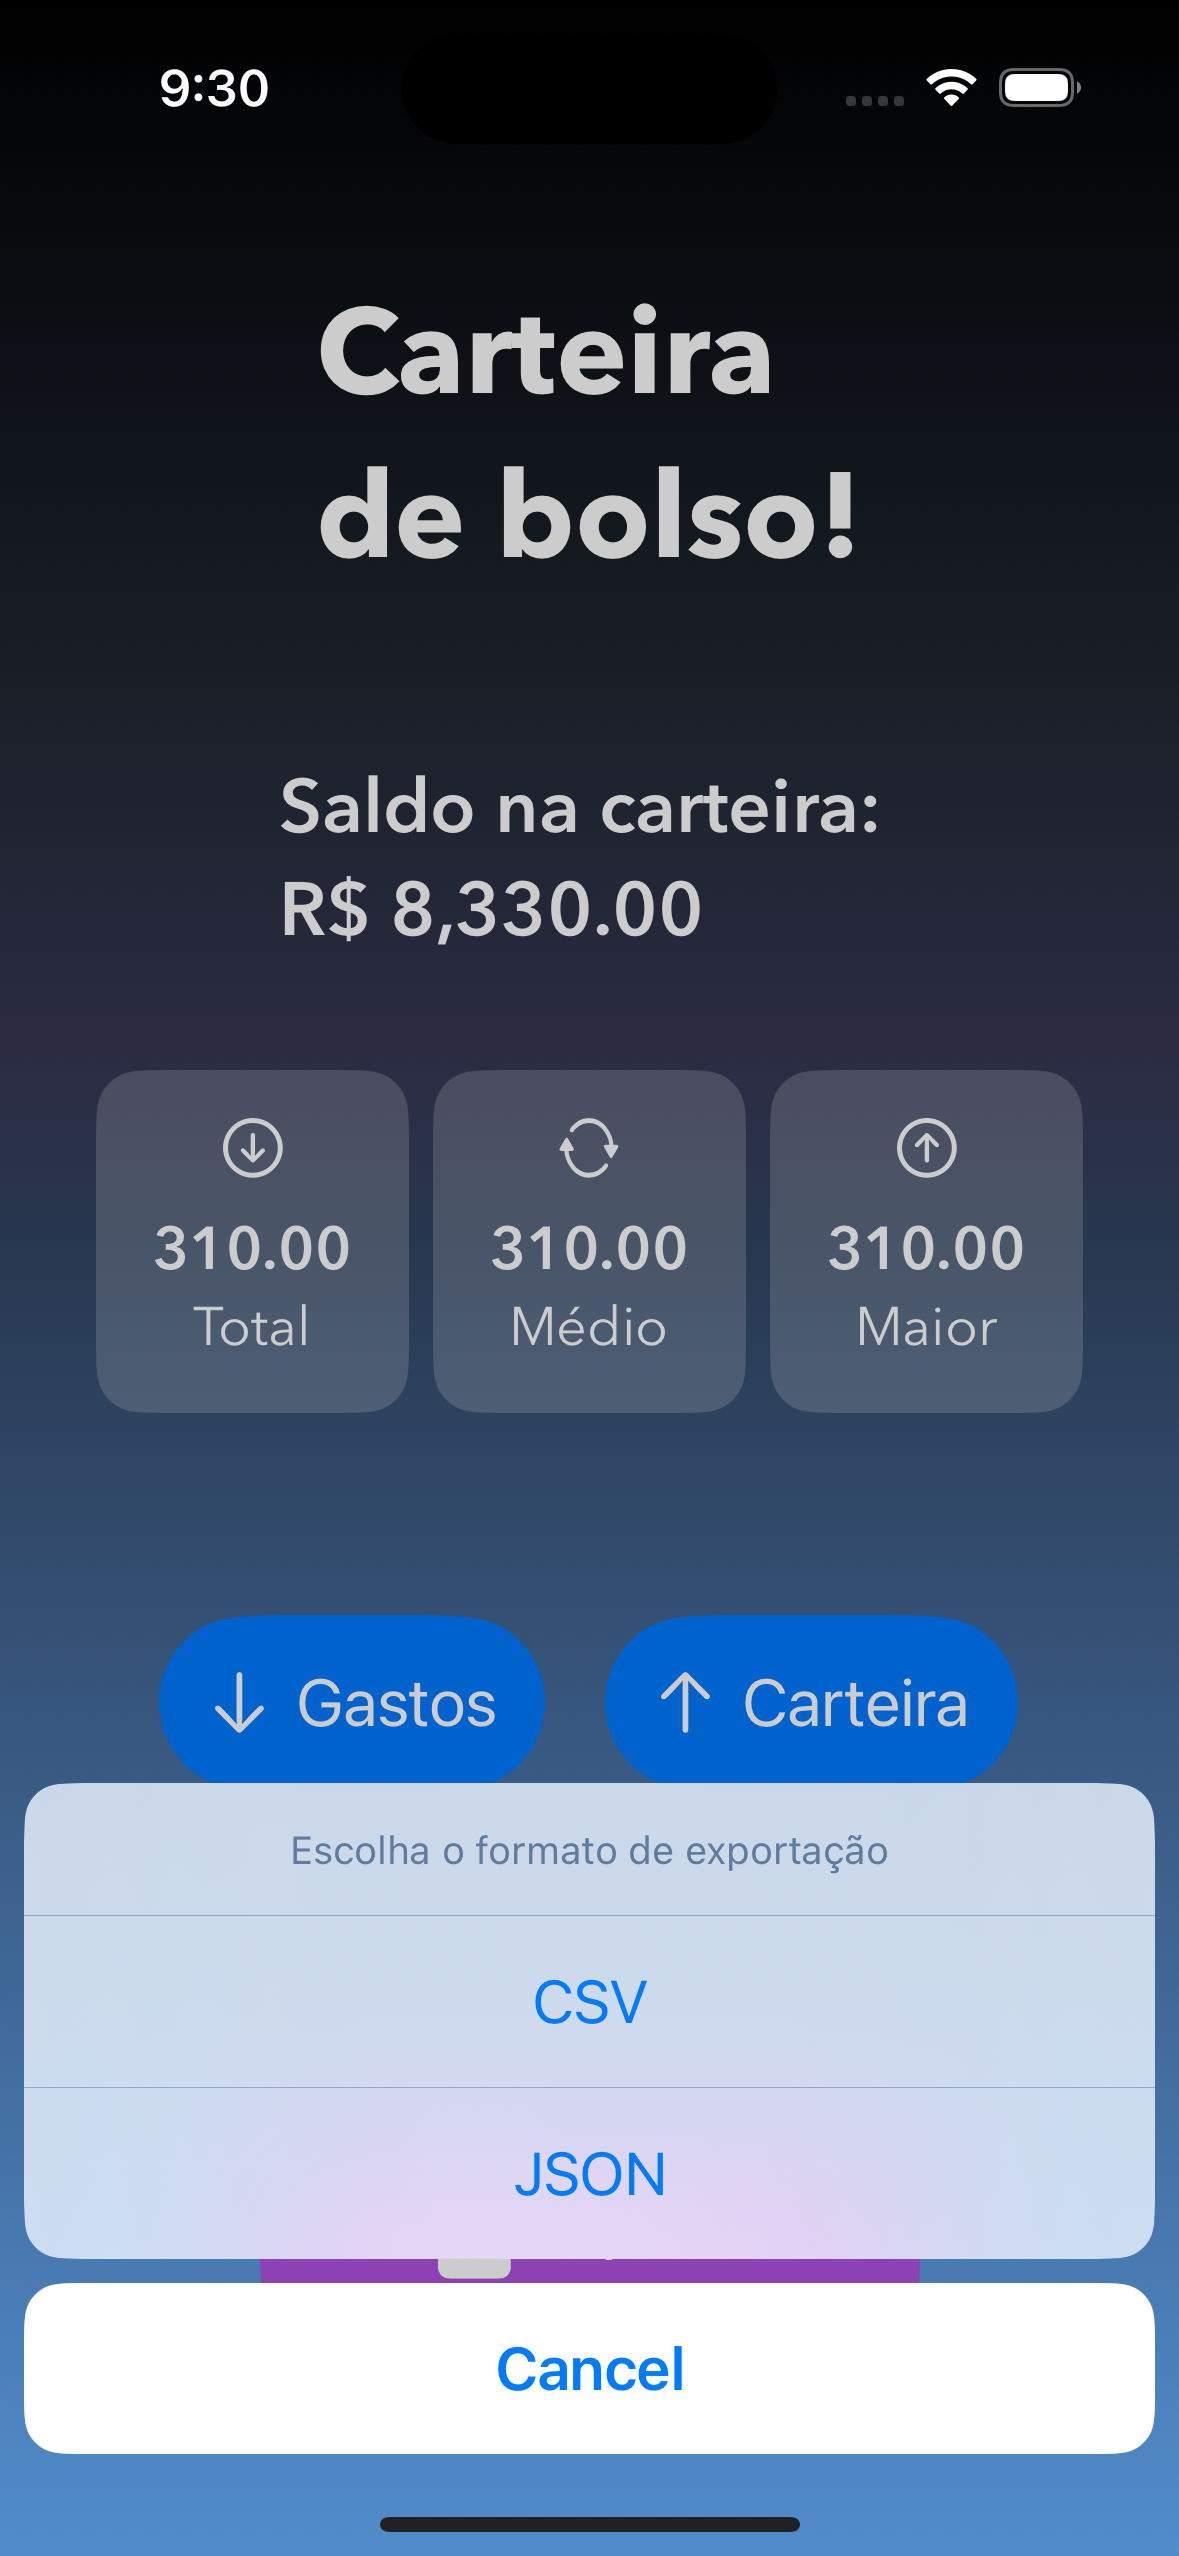 9:30
Carteira
de bolso!
Saldo na carteira:
R$ 8,330.00
310.00 310.00 310.00
Total Médio Maior
Gastos Carteira
Escolha o formato de exportação
CSV
JSON
Cancel